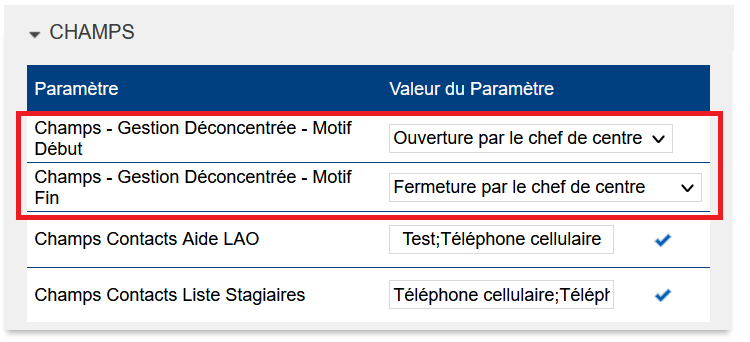 CHAMPS
Paramètre Valeur du Paramètre
Champs - Gestion Déconcentrée - Motif
Début
Ouverture par le chef de centre
Champs - Gestion Déconcentrée - Motif
Fin
Fermeture par le chef de centre
Champs Contacts Aide LAO Test;Téléphone cellulaire
Champs Contacts Liste Stagiaires Téléphone cellulaire;Téléph